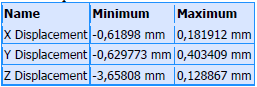 Name Minimum Maximum
X Displacement -0,61898 mm 0,181912 mm
Y Displacement -0,629773 mm 0,403409 mm
Z Displacement -3,65808 mm 0,128867 mm